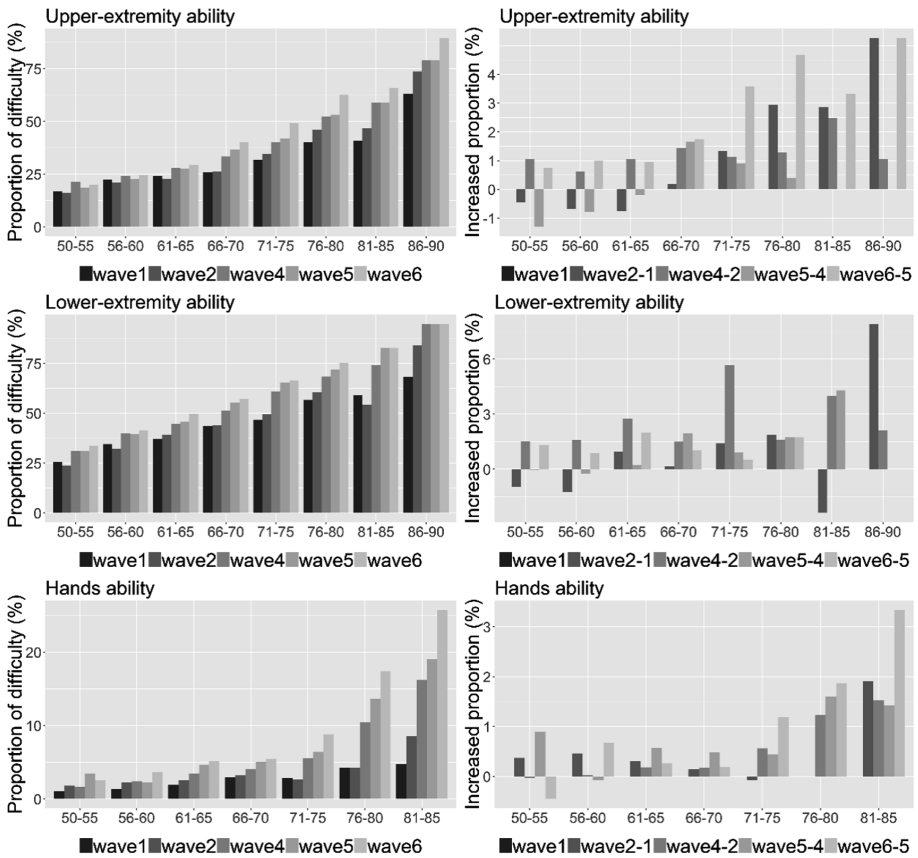 Upper-extremity ability
Proportion of difficulty (%)
75
50
25
0
50-55 56-60 61-65 66-70 71-75 76-80 81-85 86-90
wave1 wave2 wave4 wave5 wave6
Upper-extremity ability
Increased proportion (%)
4
3
2
1
0
-1
50-55 56-60 61-65 66-70 71-75 76-80 81-85 86-90
wave1 wave2-1 wave4-2 wave5-4 wave6-5
Lower-extremity ability
Proportion of difficulty (%)
75
50
25
0
50-55 56-60 61-65 66-70 71-75 76-80 81-85 86-90
wave1 wave2 wave4 wave5 wave6
Lower-extremity ability
Increased proportion (%)
6
3
0
50-55 56-60 61-65 66-70 71-75 76-80 81-85 86-90
wave1 wave2-1 wave4-2 wave5-4 wave6-5
Hands ability
Proportion of difficulty (%)
20
10
0
50-55 56-60 61-65 66-70 71-75 76-80 81-85
wave1 wave2 wave4 wave5 wave6
Hands ability
Increased proportion (%)
3
2
1
0
50-55 56-60 61-65 66-70 71-75 76-80 81-85
wave1 wave2-1 wave4-2 wave5-4 wave6-5